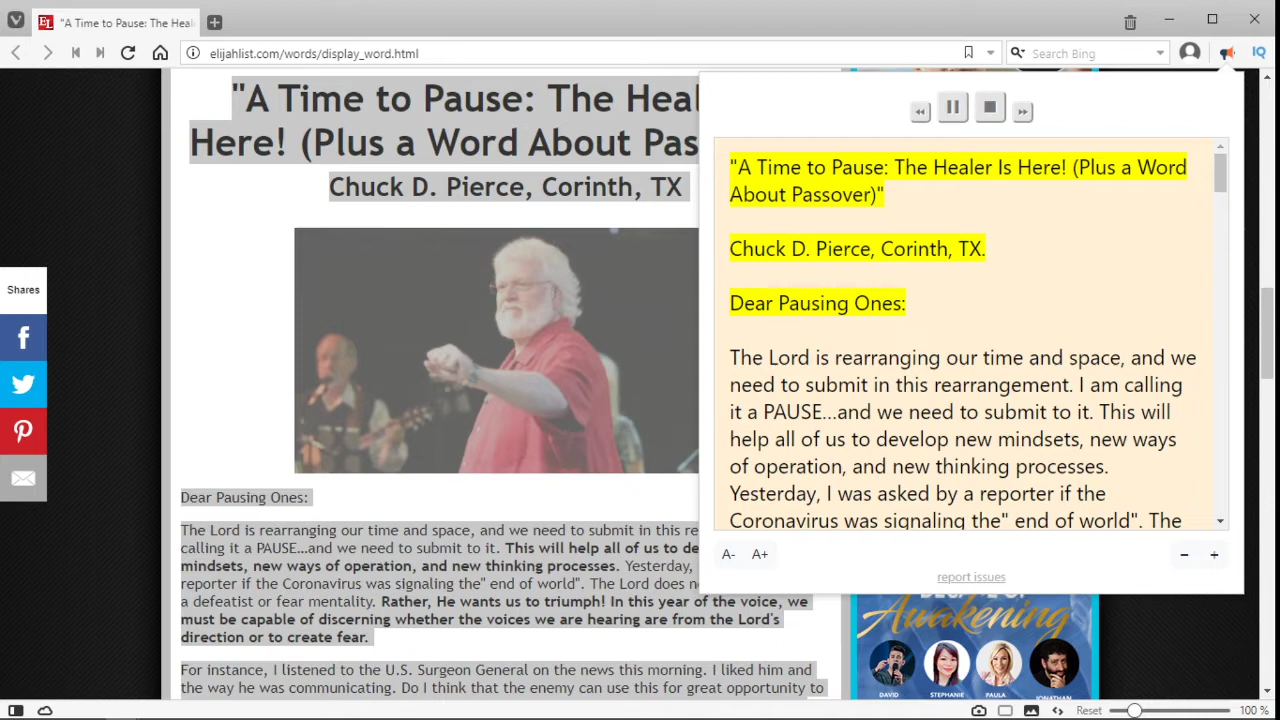 "A Time to Pause: The Heal
elijahlist.com/words/display_word.html
Search Bing
IQ
"A Time to Pause: The Heal
Here! (Plus a Word About Pas
Chuck D. Pierce, Corinth, TX
Shares
Dear Pausing Ones:
The Lord is rearranging our time and space, and we need to submit in this re
calling it a PAUSE...and we need to submit to it. This will help all of us to de
mindsets, new ways of operation, and new thinking processes. Yesterday,
reporter if the Coronavirus was signaling the" end of world". The Lord does n
a defeatist or fear mentality. Rather, He wants us to triumph! In this year of the voice, we
must be capable of discerning whether the voices we are hearing are from the Lord's
direction or to create fear.
For instance, I listened to the U.S. Surgeon General on the news this morning. I liked him and
the way he was communicating. Do I think that the enemy can use this for great opportunity to
"A Time to Pause: The Healer Is Here! (Plus a Word
About Passover)"
Chuck D. Pierce, Corinth, TX.
Dear Pausing Ones:
The Lord is rearranging our time and space, and we
need to submit in this rearrangement. I am calling
it a PAUSE...and we need to submit to it. This will
help all of us to develop new mindsets, new ways
of operation, and new thinking processes.
Yesterday, I was asked by a reporter if the
Coronavirus was signaling the" end of world". The
A- A+
- +
report issues
Awakening
DAVID STEPHANIE PAULA JONATHAN
Reset 100 %